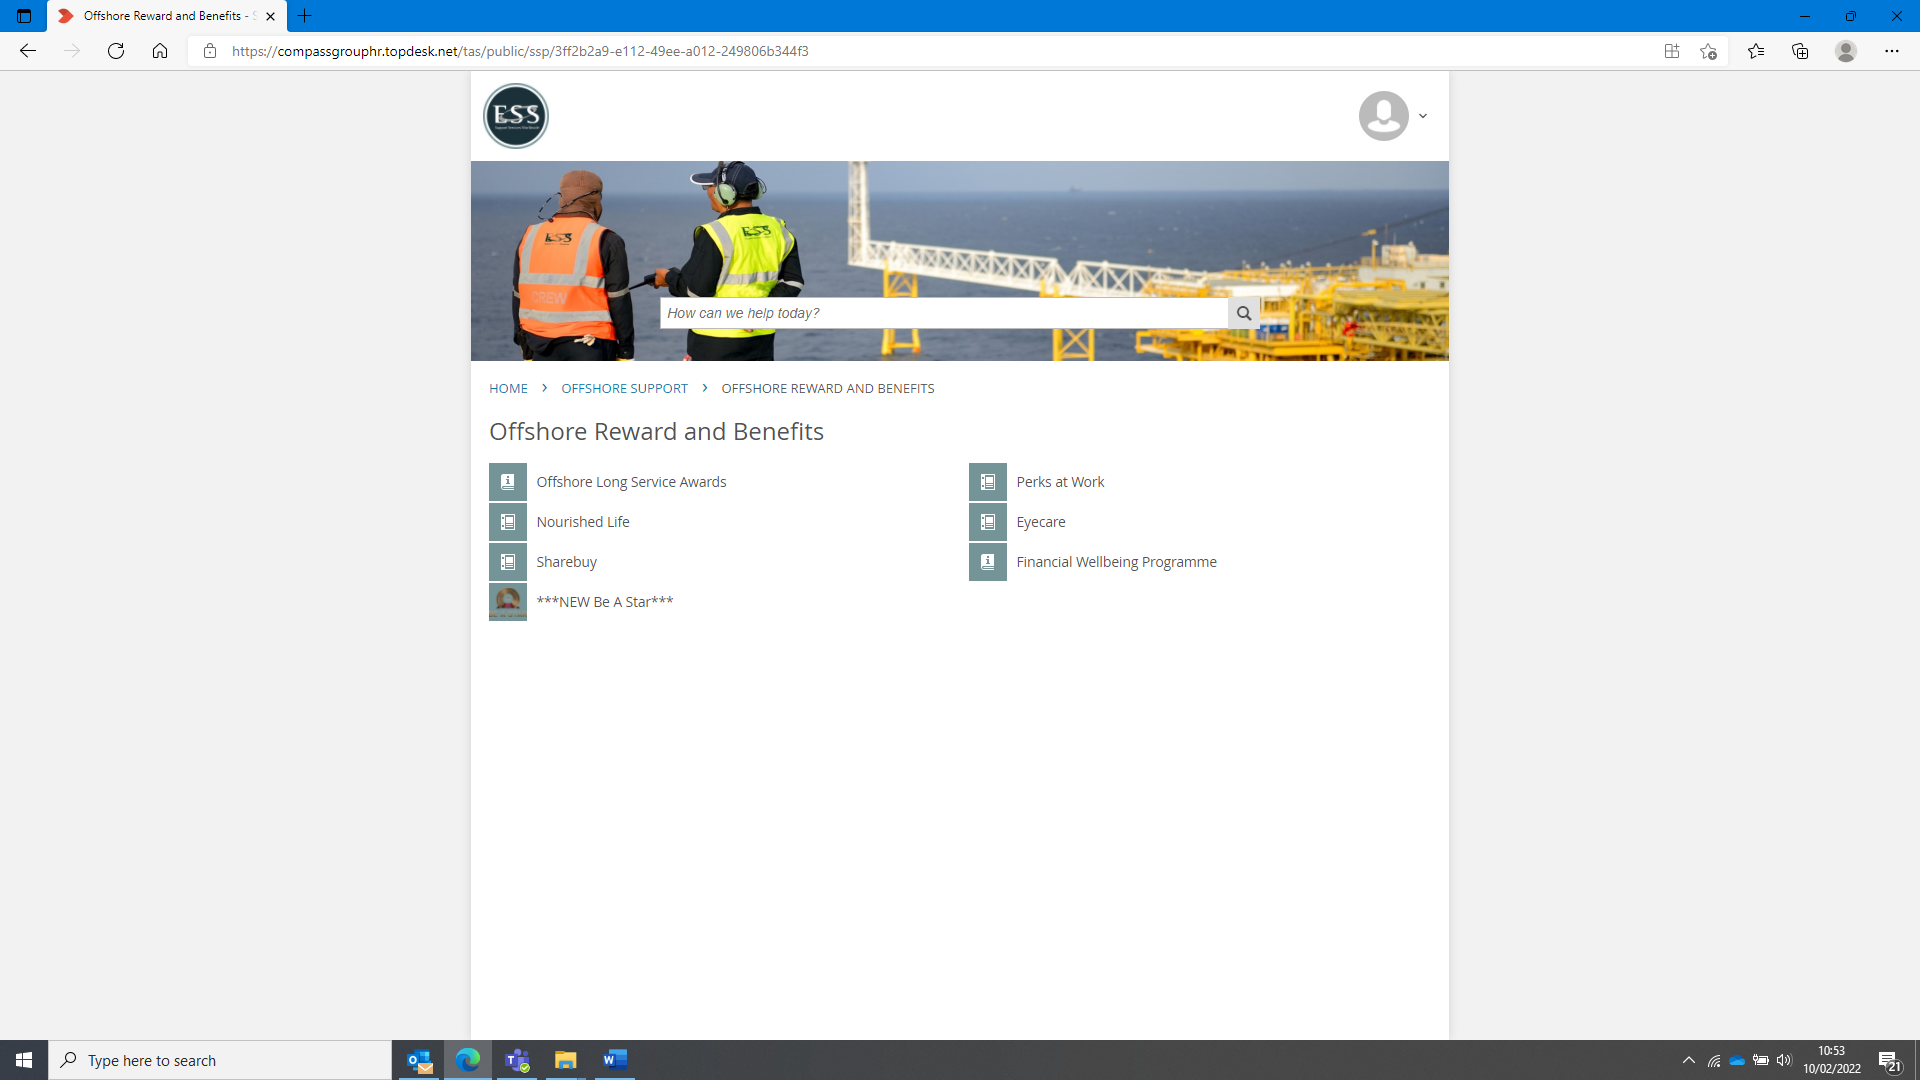 Offshore Reward and Benefits - S
https://compassgrouphr.topdesk.net/tas/public/ssp/3ff2b2a9-e112-49ee-a012-249806b344f3
ESS
ESS
ESS
CREW
How can we help today?
HOME > OFFSHORE SUPPORT > OFFSHORE REWARD AND BENEFITS
Offshore Reward and Benefits
Offshore Long Service Awards
Perks at Work
Nourished Life
Eyecare
Sharebuy
Financial Wellbeing Programme
***NEW Be A Star***
Type here to search
10:53
10/02/2022
21